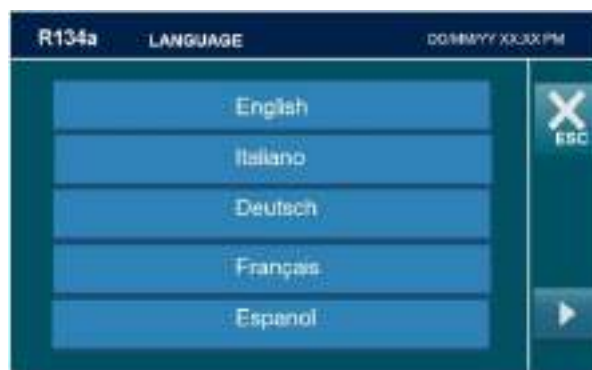 R134a LANGUAGE DD/MM/YY XX.XX PM
English
ESC
Italiano
Deutsch
Français
Espanol